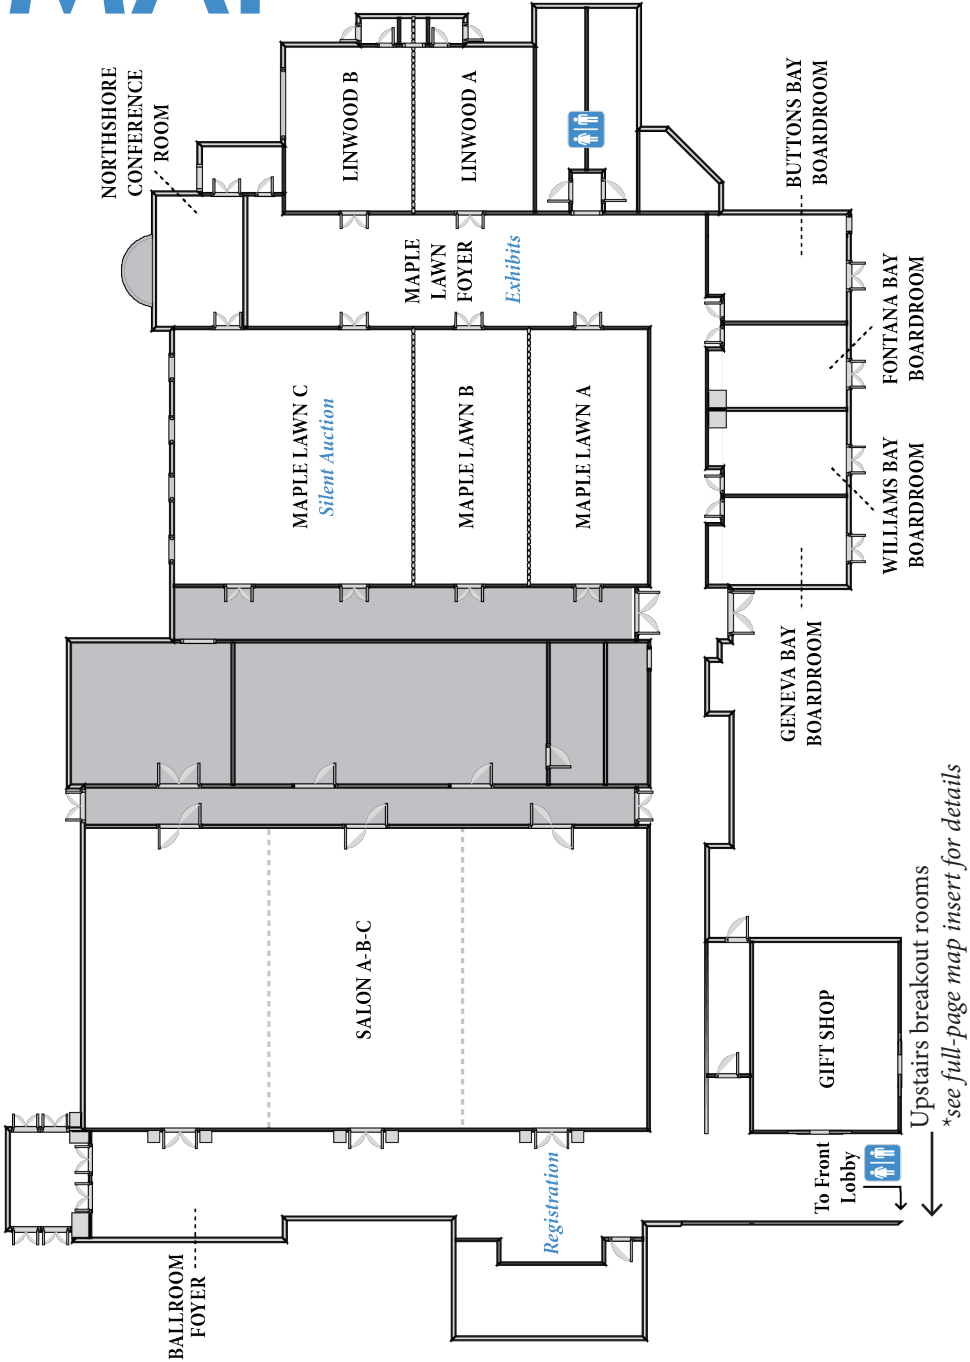 MAP
NORTHSHORE
CONFERENCE
ROOM
LINWOOD B
LINWOOD A
BUTTONS BAY
BOARDROOM
MAPLE
LAWN
FOYER
Exhibits
FONTANA BAY
BOARDROOM
MAPLE LAWN C
Silent Auction
MAPLE LAWN B
MAPLE LAWN A
WILLIAMS BAY
BOARDROOM
GENEVA BAY
BOARDROOM
SALON A-B-C
GIFT SHOP
Upstairs breakout rooms
*see full-page map insert for details
To Front
Lobby
Registration
BALLROOM
FOYER